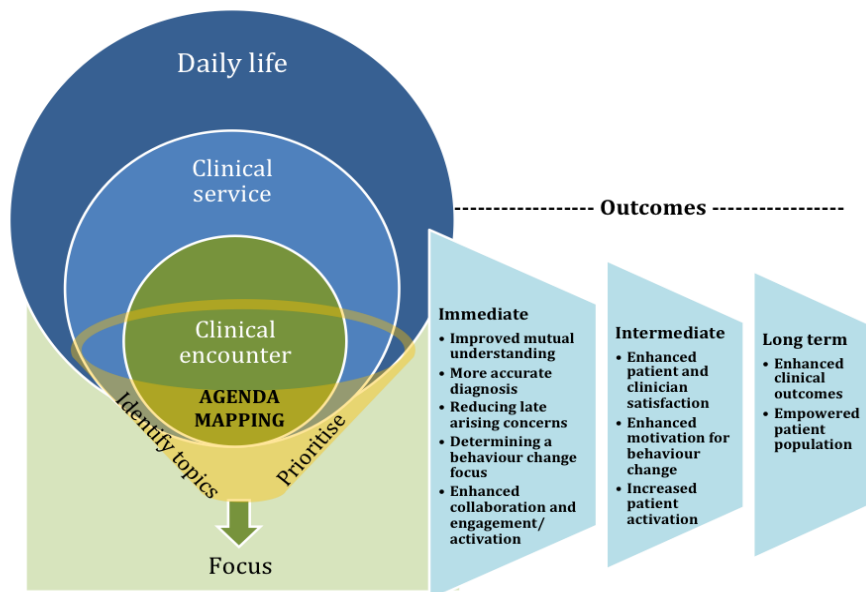 Daily life
Clinical
service
Clinical
encounter
AGENDA
MAPPING
Identify topics
Prioritise
Focus
Outcomes
Immediate
• Improved mutual
understanding
• More accurate
diagnosis
• Reducing late
arising concerns
• Determining a
behaviour change
focus
• Enhanced
collaboration and
engagement/
activation
Intermediate
• Enhanced
patient and
clinician
satisfaction
• Enhanced
motivation for
behaviour
change
• Increased
patient
activation
Long term
• Enhanced
clinical
outcomes
• Empowered
patient
population